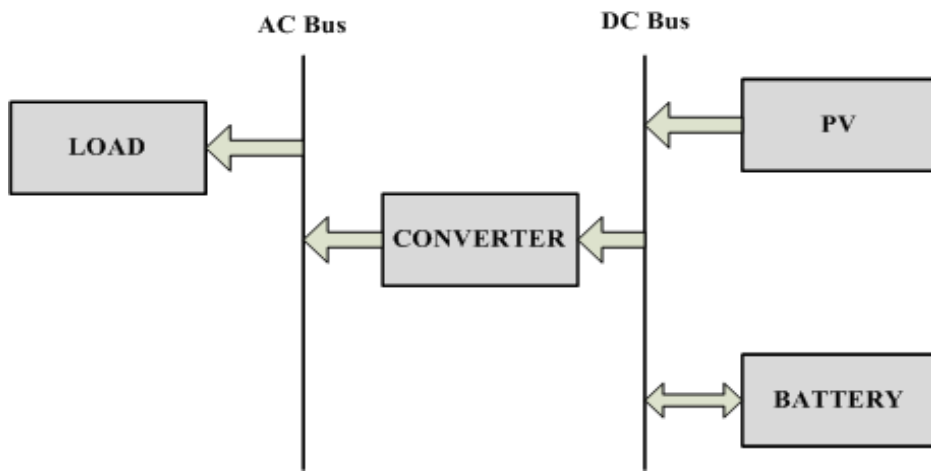 AC Bus
DC Bus
LOAD
PV
CONVERTER
BATTERY